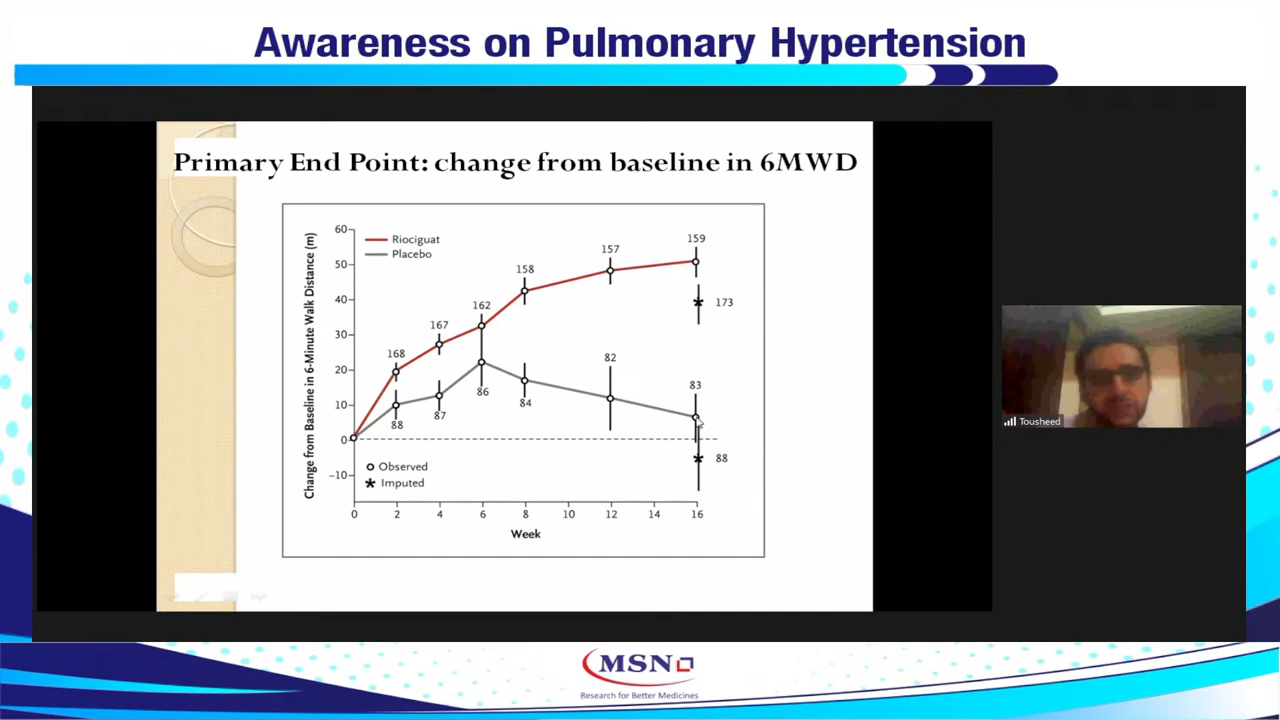 Awareness on Pulmonary Hypertension
Primary End Point: change from baseline in 6MWD
Change from Baseline in 6-Minute Walk Distance (m)
60
50
40
30
20
10
0
−10
Riociguat
Placebo
168
167
162
158
157
159
173
88
87
86
84
82
83
88
Observed
Imputed
0 2 4 6 8 10 12 14 16
Week
Tousheed
MSN
Research for Better Medicines